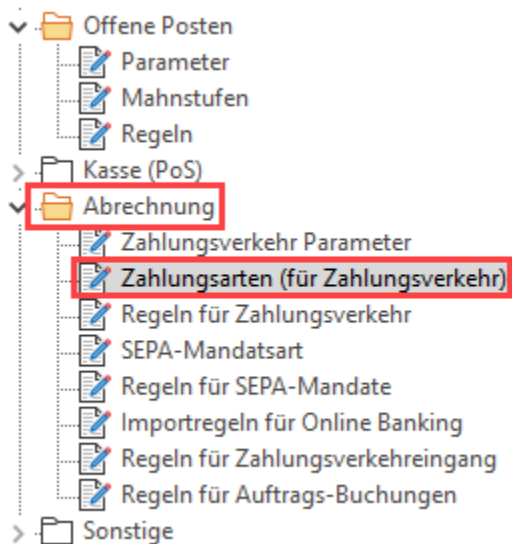 Offene Posten
Parameter
Mahnstufen
Regeln
Kasse (PoS)
Abrechnung
Zahlungsverkehr Parameter
Zahlungsarten (für Zahlungsverkehr)
Regeln für Zahlungsverkehr
SEPA-Mandatsart
Regeln für SEPA-Mandate
Importregeln für Online Banking
Regeln für Zahlungsverkehreingang
Regeln für Auftrags-Buchungen
Sonstige